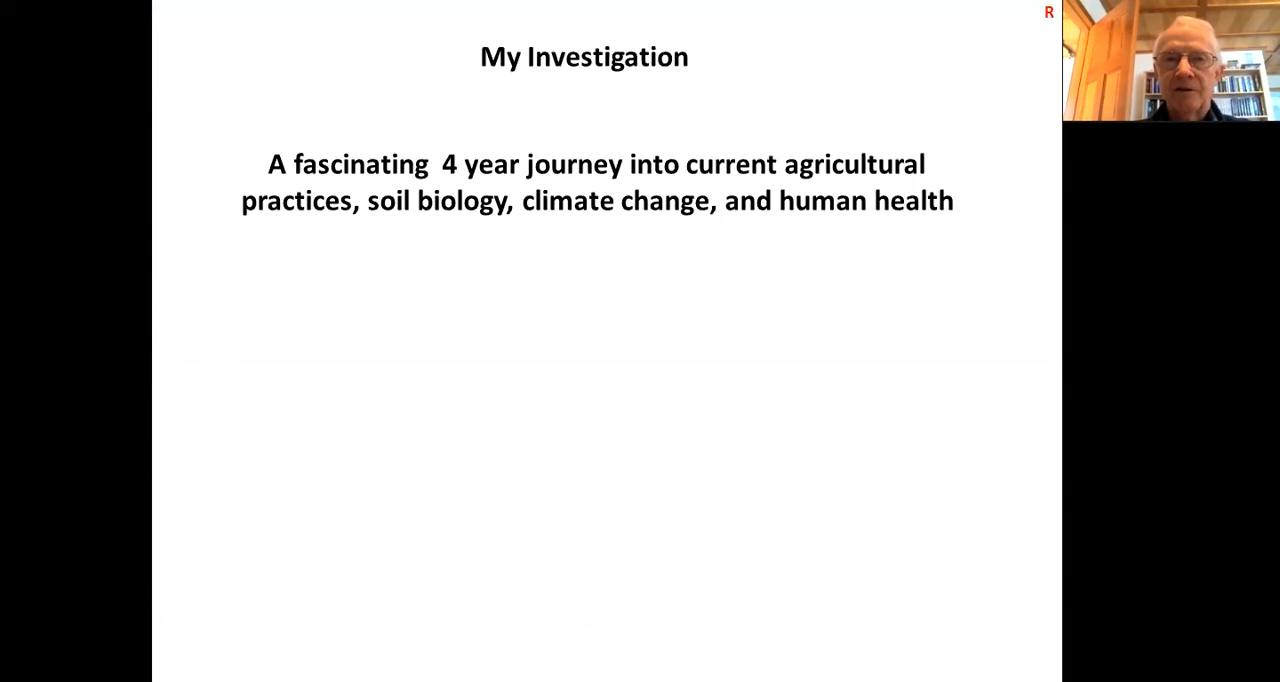 My Investigation
R
A fascinating  4 year journey into current agricultural
practices, soil biology, climate change, and human health